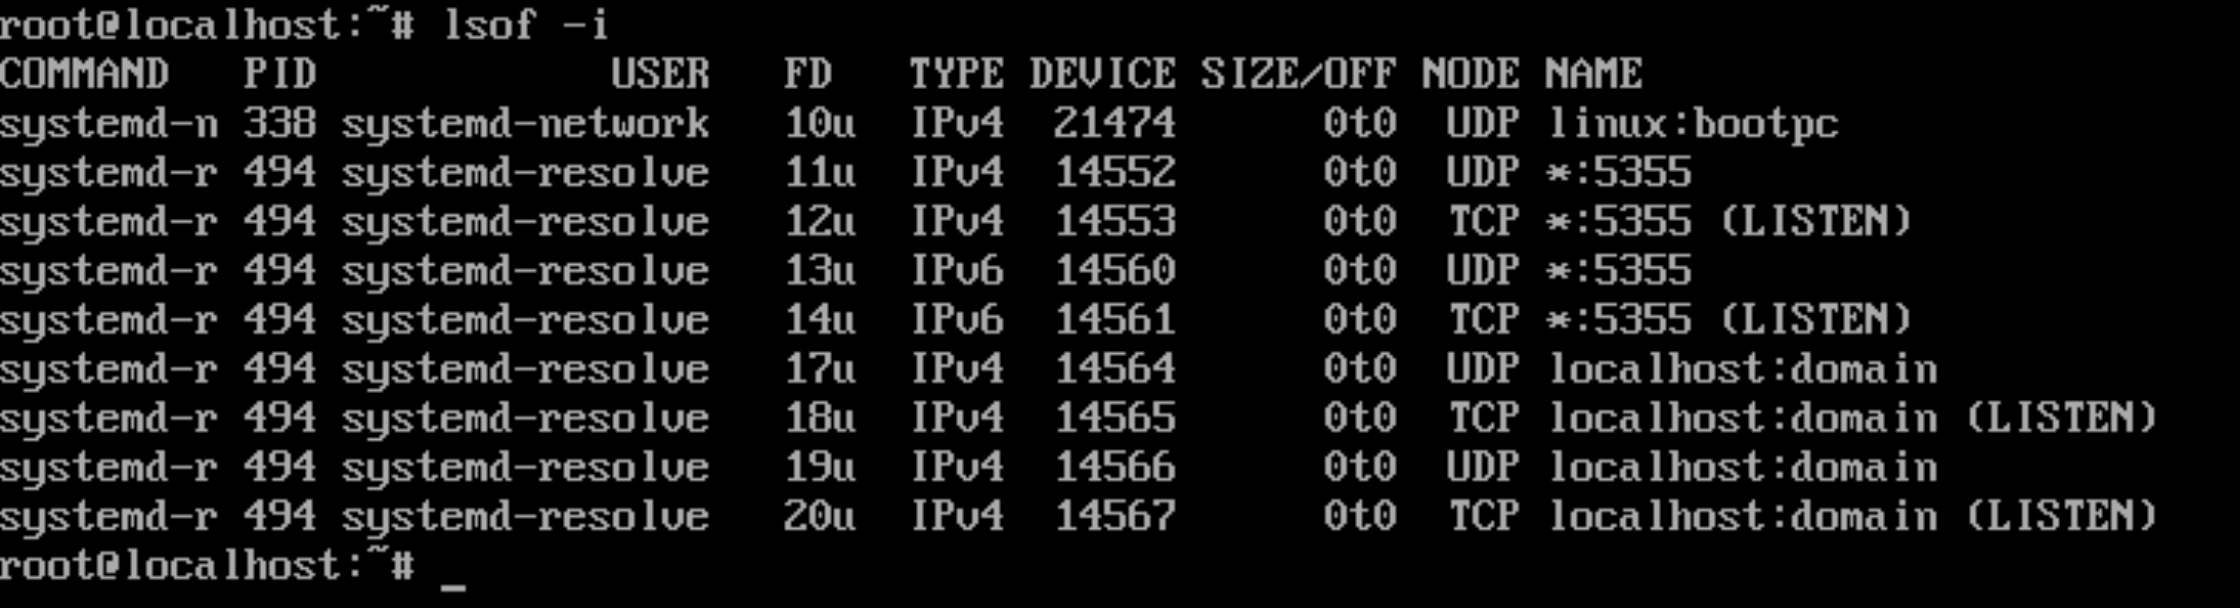 root@localhost:~# lsof -i
COMMAND   PID            USER   FD   TYPE DEVICE SIZE/OFF NODE NAME
systemd-n 338 systemd-network   10u  IPv4  21474      0t0  UDP linux:bootpc
systemd-r 494 systemd-resolve   11u  IPv4  14552      0t0  UDP *:5355
systemd-r 494 systemd-resolve   12u  IPv4  14553      0t0  TCP *:5355 (LISTEN)
systemd-r 494 systemd-resolve   13u  IPv6  14560      0t0  UDP *:5355
systemd-r 494 systemd-resolve   14u  IPv6  14561      0t0  TCP *:5355 (LISTEN)
systemd-r 494 systemd-resolve   17u  IPv4  14564      0t0  UDP localhost:domain
systemd-r 494 systemd-resolve   18u  IPv4  14565      0t0  TCP localhost:domain (LISTEN)
systemd-r 494 systemd-resolve   19u  IPv4  14566      0t0  UDP localhost:domain
systemd-r 494 systemd-resolve   20u  IPv4  14567      0t0  TCP localhost:domain (LISTEN)
root@localhost:~# _